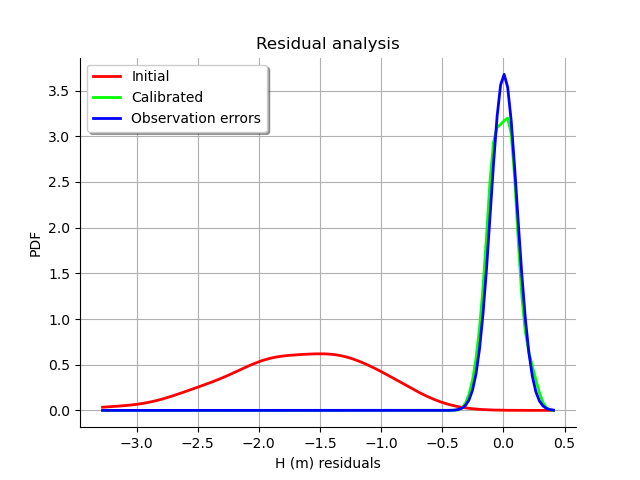 Residual analysis
Initial
Calibrated
Observation errors
PDF
3.5
3.0
2.5
2.0
1.5
1.0
0.5
0.0
−3.0 −2.5 −2.0 −1.5 −1.0 −0.5 0.0 0.5
H (m) residuals